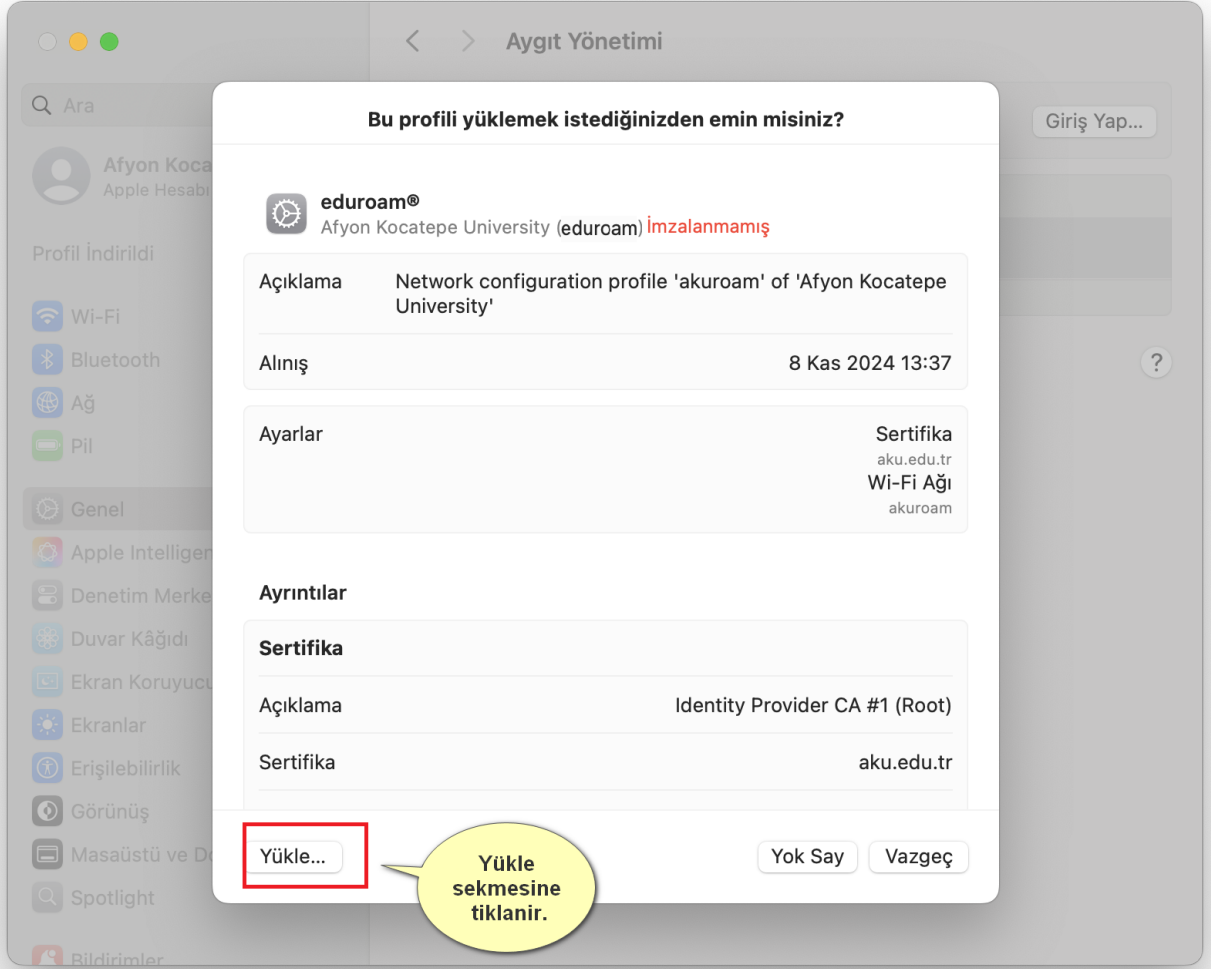 Aygıt Yönetimi
Ara
Giriş Yap...
Afyon Koca
Apple Hesabı
Profil İndirildi
Wi-Fi
Bluetooth
Ağ
Pil
Genel
Apple Intelligen
Denetim Merke
Duvar Kâğıdı
Ekran Koruyucu
Ekranlar
Erişilebilirlik
Görünüş
Masaüstü ve Do
Spotlight
Bildirimler
?
Bu profili yüklemek istediğinizden emin misiniz?
eduroam®
Afyon Kocatepe University (eduroam) İmzalanmamış
Açıklama Network configuration profile 'akuroam' of 'Afyon Kocatepe
University'
Alınış 8 Kas 2024 13:37
Ayarlar Sertifika
aku.edu.tr
Wi-Fi Ağı
akuroam
Ayrıntılar
Sertifika
Açıklama Identity Provider CA #1 (Root)
Sertifika aku.edu.tr
Yükle... Yok Say Vazgeç
Yükle
sekmesine
tiklanir.